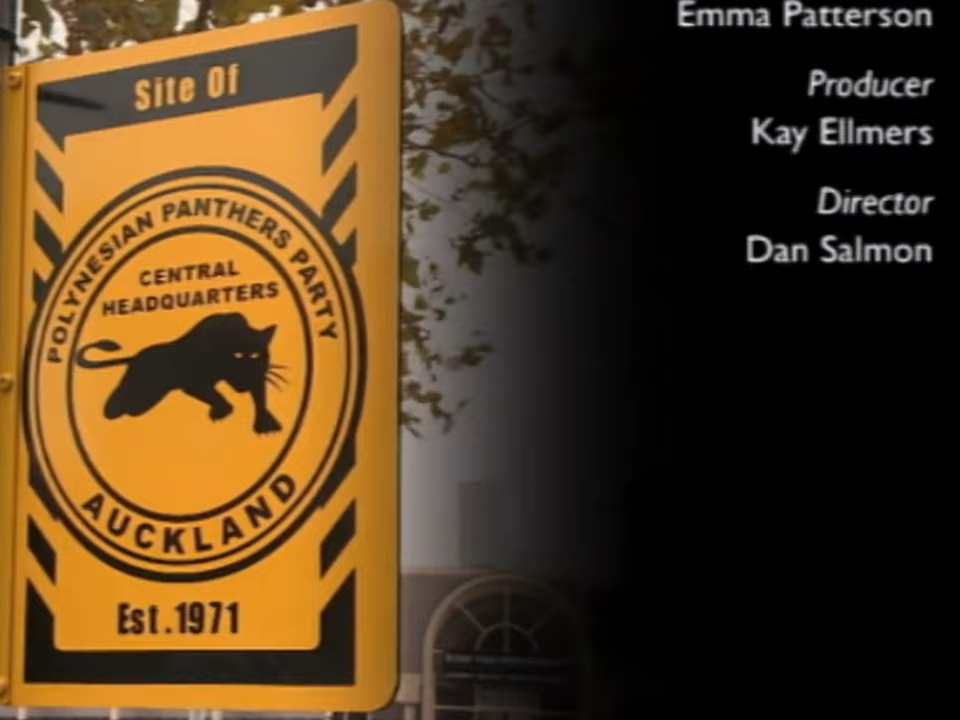 Site Of
POLYNESIAN PANTHERS PARTY
CENTRAL
HEADQUARTERS
AUCKLAND
Est.1971
Emma Patterson
Producer
Kay Ellmers
Director
Dan Salmon